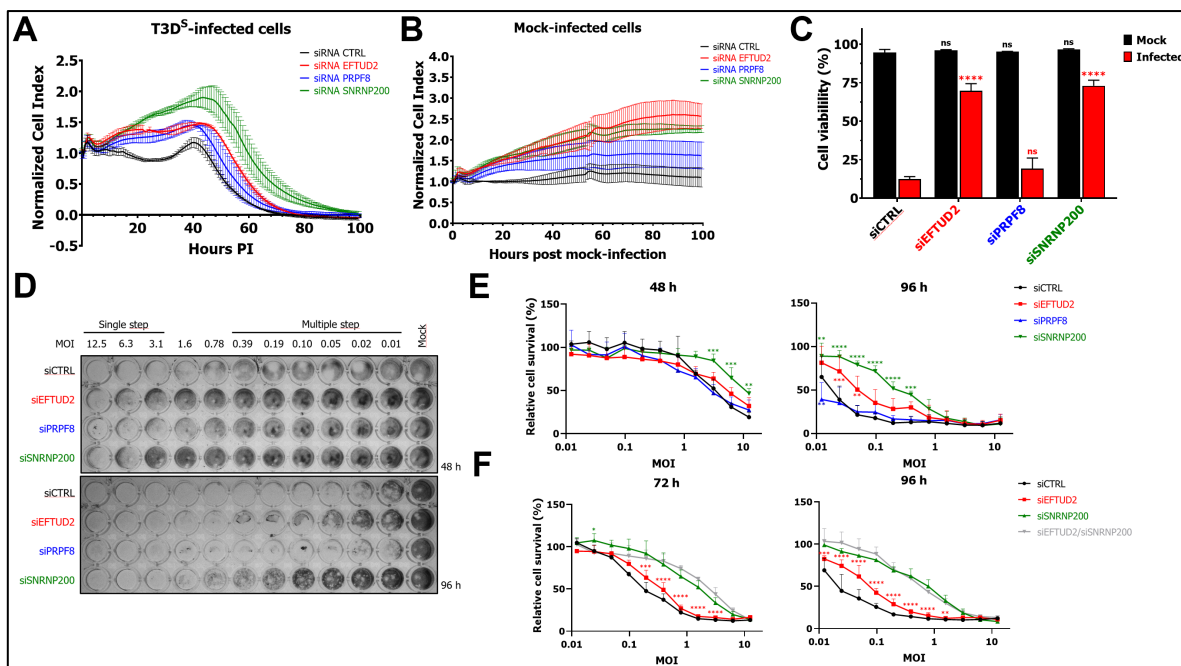 A
T3Dˢ-infected cells
siRNA CTRL
siRNA EFTUD2
siRNA PRPF8
siRNA SNRNP200
Normalized Cell Index
2.5
2.0
1.5
1.0
0.5
0.0
-0.5
20
40
60
80
100
Hours PI
B
Mock-infected cells
siRNA CTRL
siRNA EFTUD2
siRNA PRPF8
siRNA SNRNP200
Normalized Cell Index
4.0
3.0
2.0
1.0
0.0
0
20
40
60
80
100
Hours post mock-infection
C
Mock
Infected
Cell viabilility (%)
100
75
50
25
0
ns
ns
ns
****
ns
****
siCTRL
siEFTUD2
siPRPF8
siSNRNP200
D
Single step
Multiple step
Mock
MOI 12.5 6.3 3.1 1.6 0.78 0.39 0.19 0.10 0.05 0.02 0.01
siCTRL
siEFTUD2
siPRPF8
siSNRNP200
48 h
siCTRL
siEFTUD2
siPRPF8
siSNRNP200
96 h
E
48 h
Relative cell survival (%)
150
100
50
0
*** *** **
0.01 0.1 1 10
MOI
96 h
150
100
50
0
** **** **** **** **** ***
*** **
**
0.01 0.1 1 10
MOI
siCTRL
siEFTUD2
siPRPF8
siSNRNP200
F
72 h
Relative cell survival (%)
150
100
50
0
*
*** **** **** **** ****
0.01 0.1 1 10
MOI
96 h
150
100
50
0
*** **** **** **** **** **** **** **
0.01 0.1 1 10
MOI
siCTRL
siEFTUD2
siSNRNP200
siEFTUD2/siSNRNP200